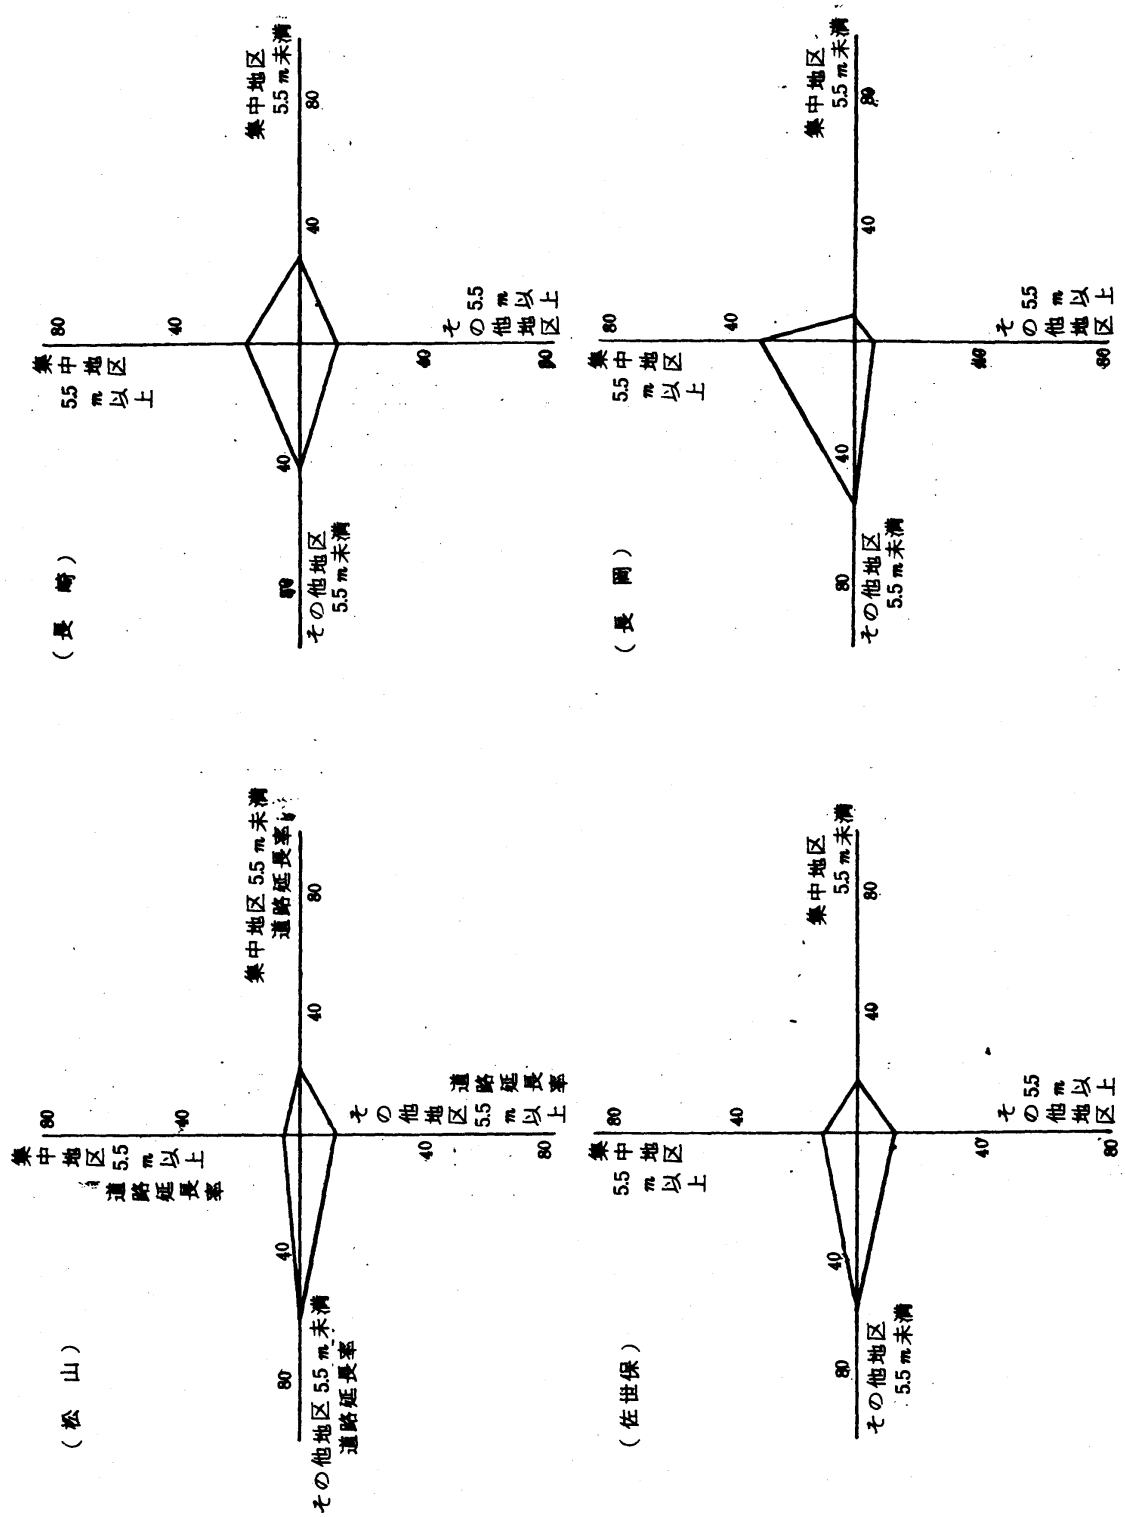 (松 山)
集中地区5.5m以上
道路延長率
80
40
その他地区5.5m未満
道路延長率
80
40
集中地区5.5m未満
道路延長率
40
80
その他地区5.5m以上
道路延長率
40
80
(長 崎)
集中地区
5.5m以上
80
40
その他地区
5.5m未満
40
集中地区
5.5m未満
40
80
その他地区
5.5m以上
40
80
(佐世保)
集中地区
5.5m以上
80
40
その他地区
5.5m未満
80
40
集中地区
5.5m未満
40
80
その他地区
5.5m以上
40
80
(長 岡)
集中地区
5.5m以上
80
40
その他地区
5.5m未満
80
40
集中地区
5.5m未満
40
80
その他地区
5.5m以上
40
80